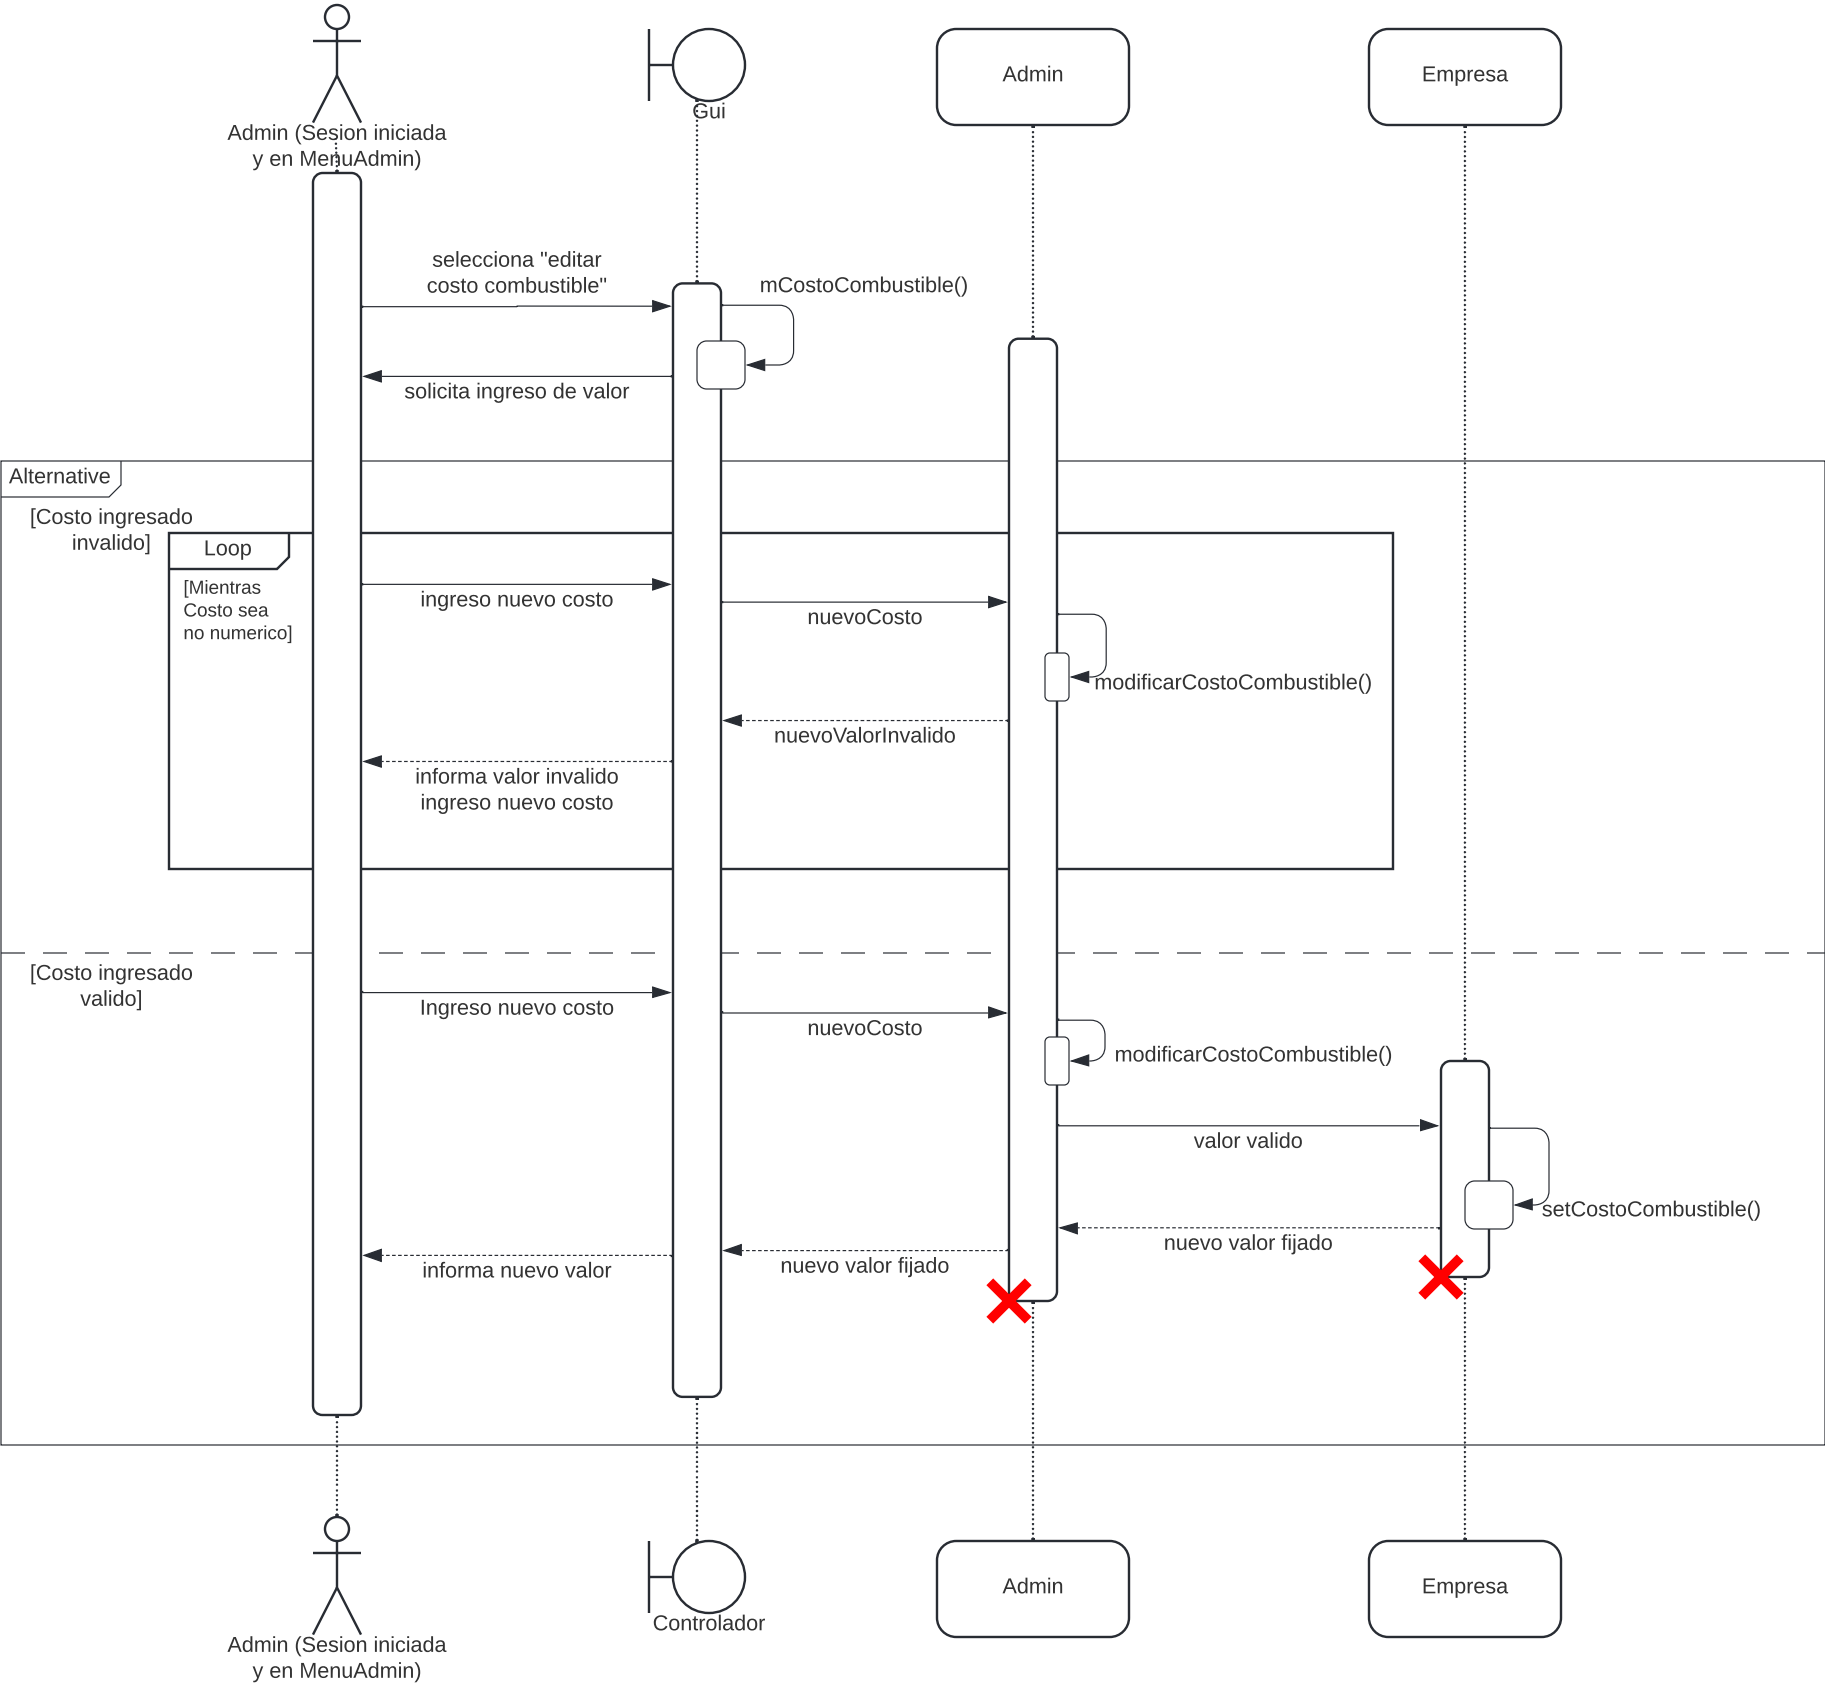 Admin (Sesion iniciada
y en MenuAdmin)
Gui
Admin
Empresa
selecciona "editar
costo combustible"
mCostoCombustible()
solicita ingreso de valor
Alternative
[Costo ingresado
invalido]
Loop
[Mientras
Costo sea
no numerico]
ingreso nuevo costo
nuevoCosto
modificarCostoCombustible()
nuevoValorInvalido
informa valor invalido
ingreso nuevo costo
[Costo ingresado
valido]
Ingreso nuevo costo
nuevoCosto
modificarCostoCombustible()
valor valido
setCostoCombustible()
nuevo valor fijado
nuevo valor fijado
informa nuevo valor
Admin (Sesion iniciada
y en MenuAdmin)
Controlador
Admin
Empresa